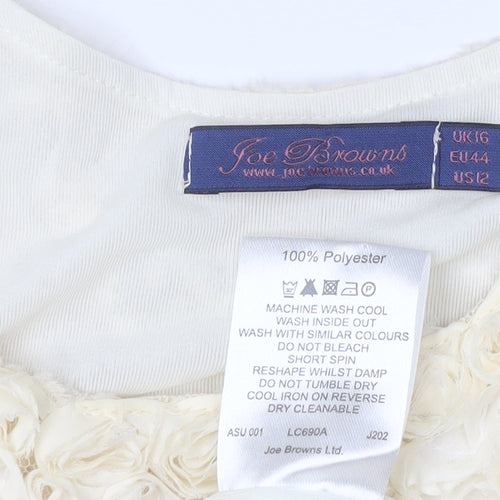 Joe Browns
www.joebrowns.co.uk
UK16
EU44
US12
100% Polyester
30°
P
MACHINE WASH COOL
WASH INSIDE OUT
WASH WITH SIMILAR COLOURS
DO NOT BLEACH
SHORT SPIN
RESHAPE WHILST DAMP
DO NOT TUMBLE DRY
COOL IRON ON REVERSE
DRY CLEANABLE
ASU 001 LC690A J202
Joe Browns Ltd.